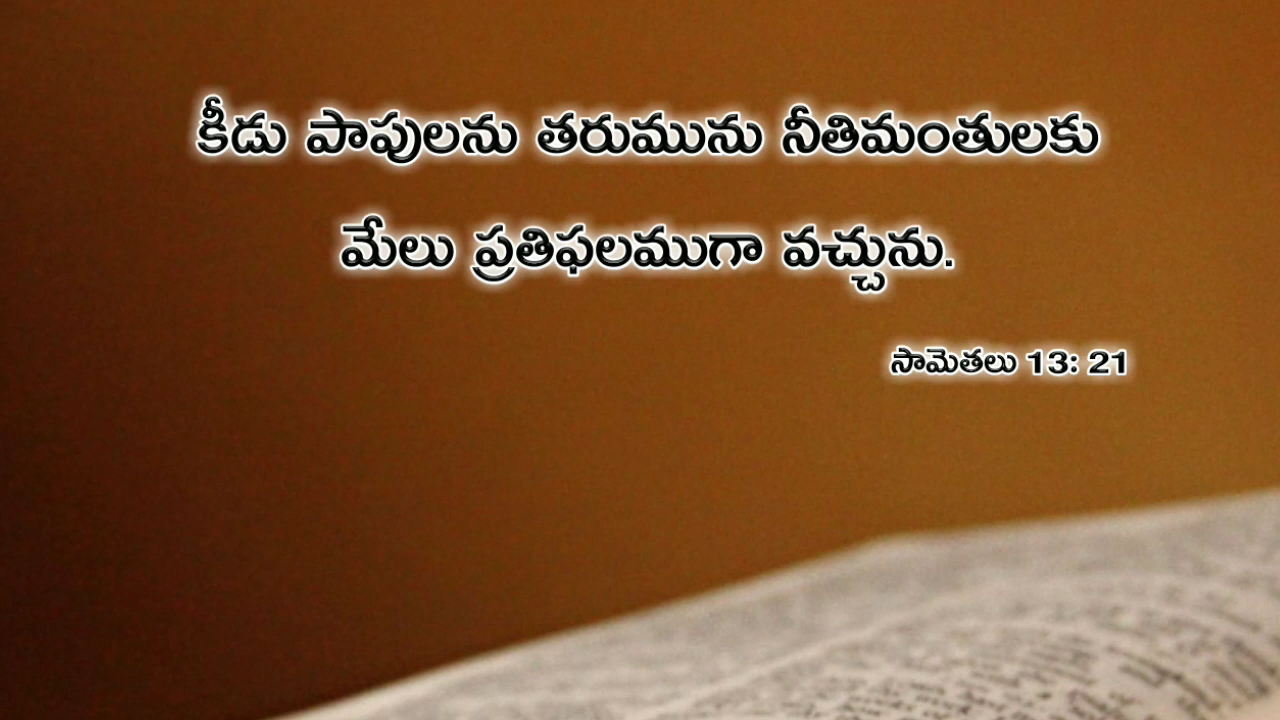 కీడు పాపులను తరుమును నీతిమంతులకు
మేలు ప్రతిఫలముగా వచ్చును.
సామెతలు 13: 21